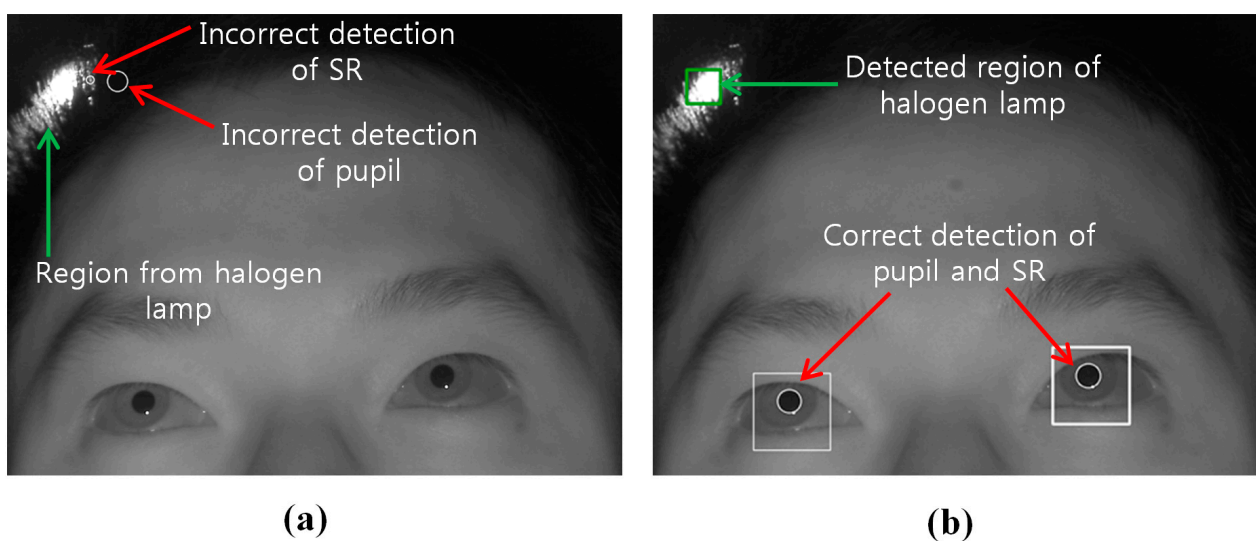 Incorrect detection
of SR
Incorrect detection
of pupil
Region from halogen
lamp
(a)
Detected region of
halogen lamp
Correct detection of
pupil and SR
(b)